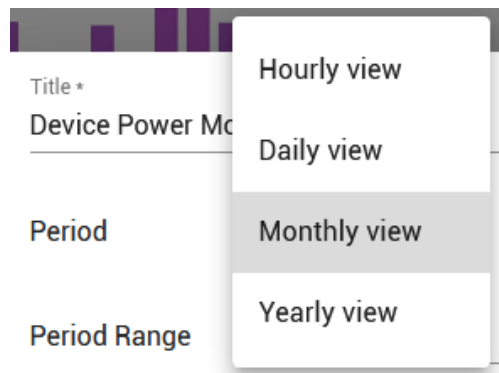 Title *
Device Power Mo
Period
Period Range
Hourly view
Daily view
Monthly view
Yearly view